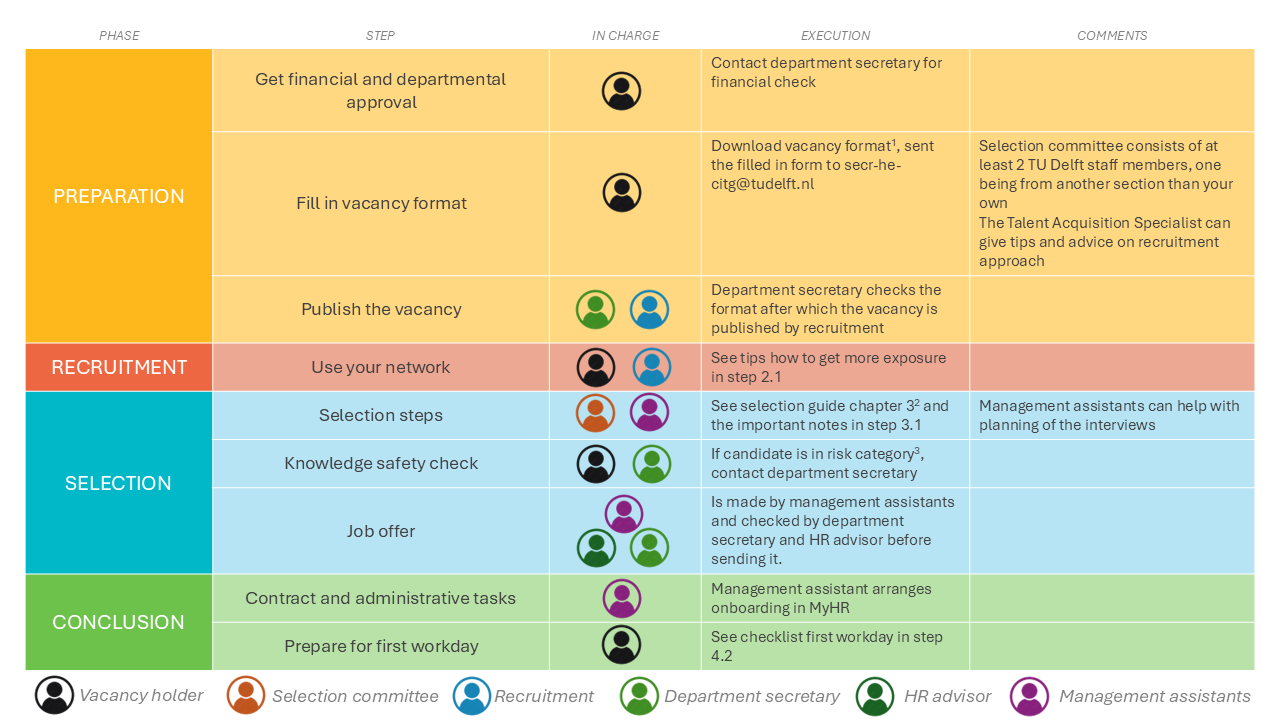 PHASE STEP IN CHARGE EXECUTION COMMENTS
PREPARATION
Get financial and departmental
approval
Contact department secretary for
financial check
Fill in vacancy format
Download vacancy format¹, sent
the filled in form to secr-he-
citg@tudelft.nl
Selection committee consists of at
least 2 TU Delft staff members, one
being from another section than your
own
The Talent Acquisition Specialist can
give tips and advice on recruitment
approach
Publish the vacancy
Department secretary checks the
format after which the vacancy is
published by recruitment
RECRUITMENT
Use your network
See tips how to get more exposure
in step 2.1
SELECTION
Selection steps
See selection guide chapter 3² and
the important notes in step 3.1
Management assistants can help with
planning of the interviews
Knowledge safety check
If candidate is in risk category³,
contact department secretary
Job offer
Is made by management assistants
and checked by department
secretary and HR advisor before
sending it.
CONCLUSION
Contract and administrative tasks
Management assistant arranges
onboarding in MyHR
Prepare for first workday
See checklist first workday in step
4.2
Vacancy holder Selection committee Recruitment Department secretary HR advisor Management assistants